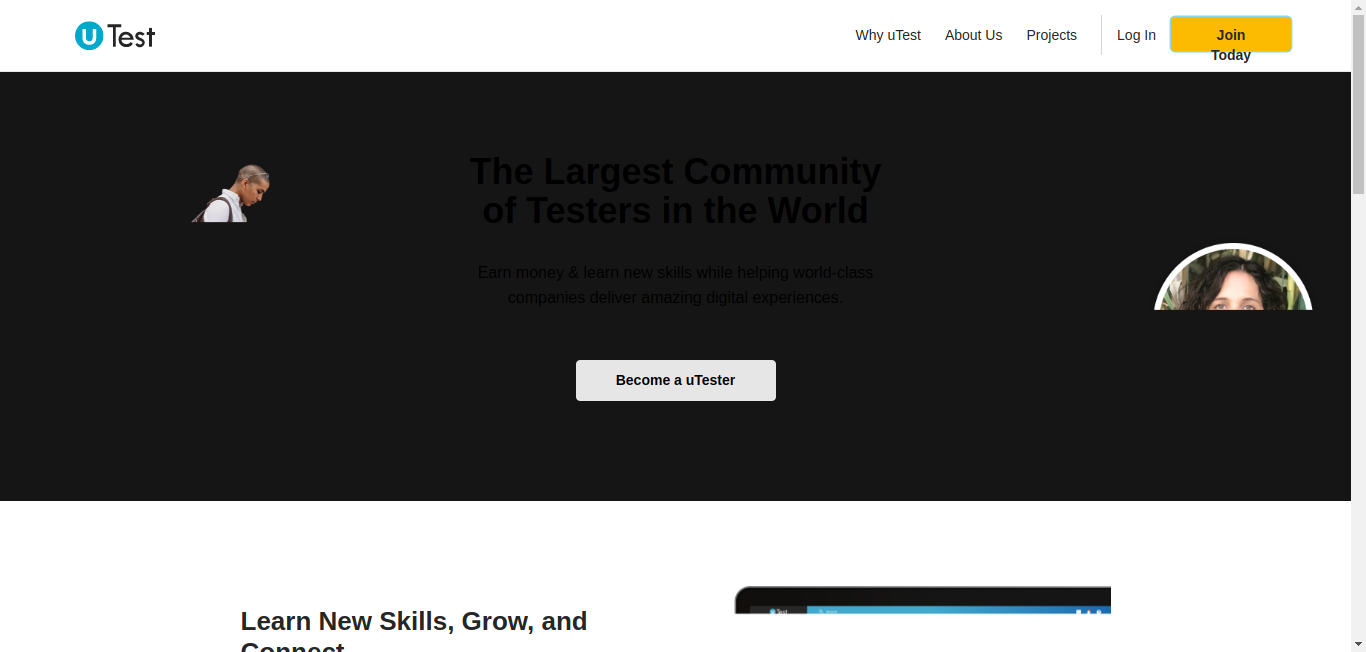 uTest
Why uTest
About Us
Projects
Log In
Join
Today
The Largest Community
of Testers in the World
Earn money & learn new skills while helping world-class
companies deliver amazing digital experiences.
Become a uTester
Learn New Skills, Grow, and
Connect
uTest